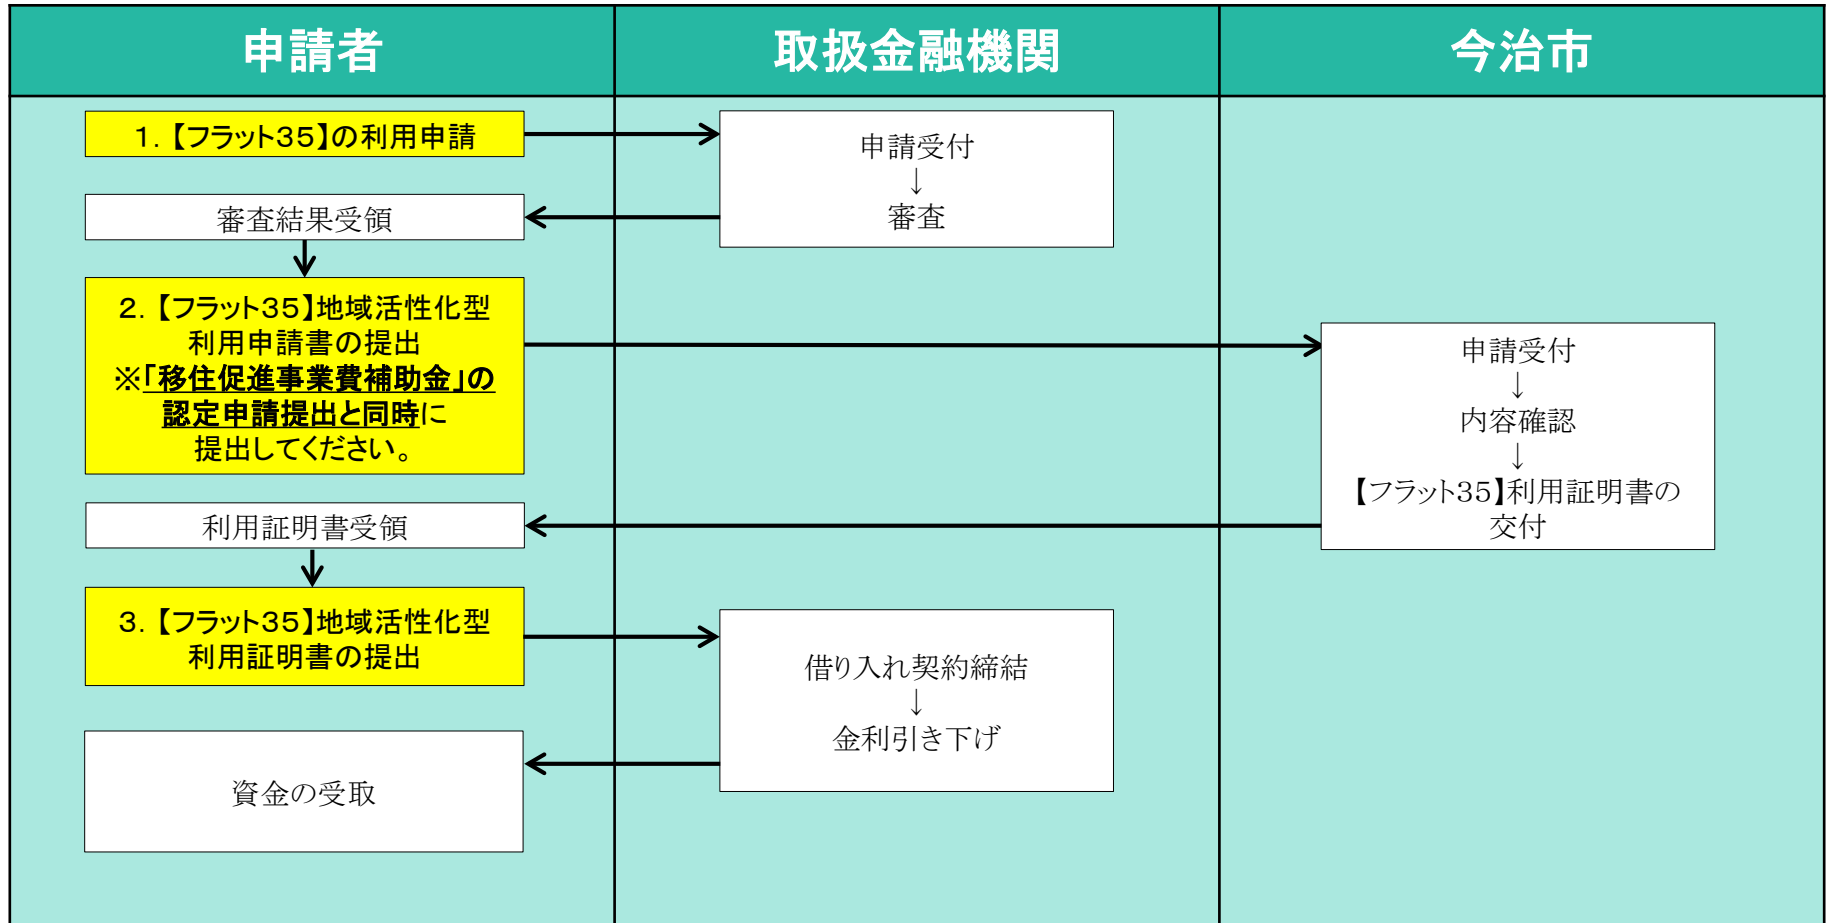 申請者
取扱金融機関
今治市
1．【フラット３５】の利用申請
申請受付
↓
審査
審査結果受領
２．【フラット３５】地域活性化型
利用申請書の提出
※「移住促進事業費補助金」の
認定申請提出と同時に
提出してください。
申請受付
↓
内容確認
↓
【フラット３５】利用証明書の
交付
利用証明書受領
３．【フラット３５】地域活性化型
利用証明書の提出
借り入れ契約締結
↓
金利引き下げ
資金の受取